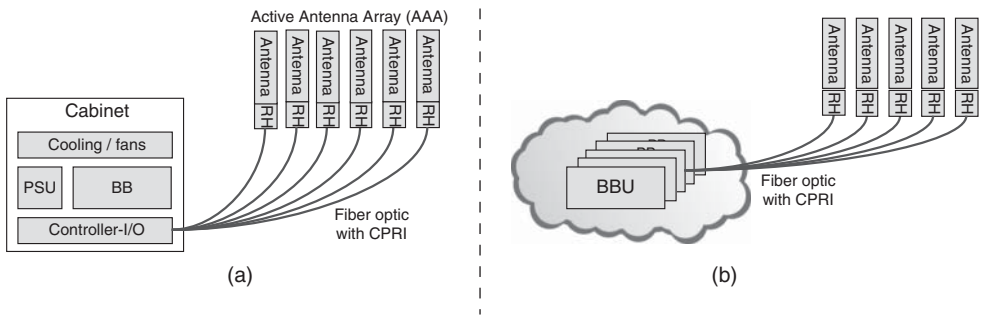 Active Antenna Array (AAA)
Antenna
Antenna
Antenna
Antenna
Antenna
Antenna
RH
RH
RH
RH
RH
RH
Cabinet
Cooling / fans
PSU
BB
Controller-I/O
Fiber optic
with CPRI
(a)
Antenna
Antenna
Antenna
Antenna
Antenna
RH
RH
RH
RH
RH
BBU
Fiber optic
with CPRI
(b)